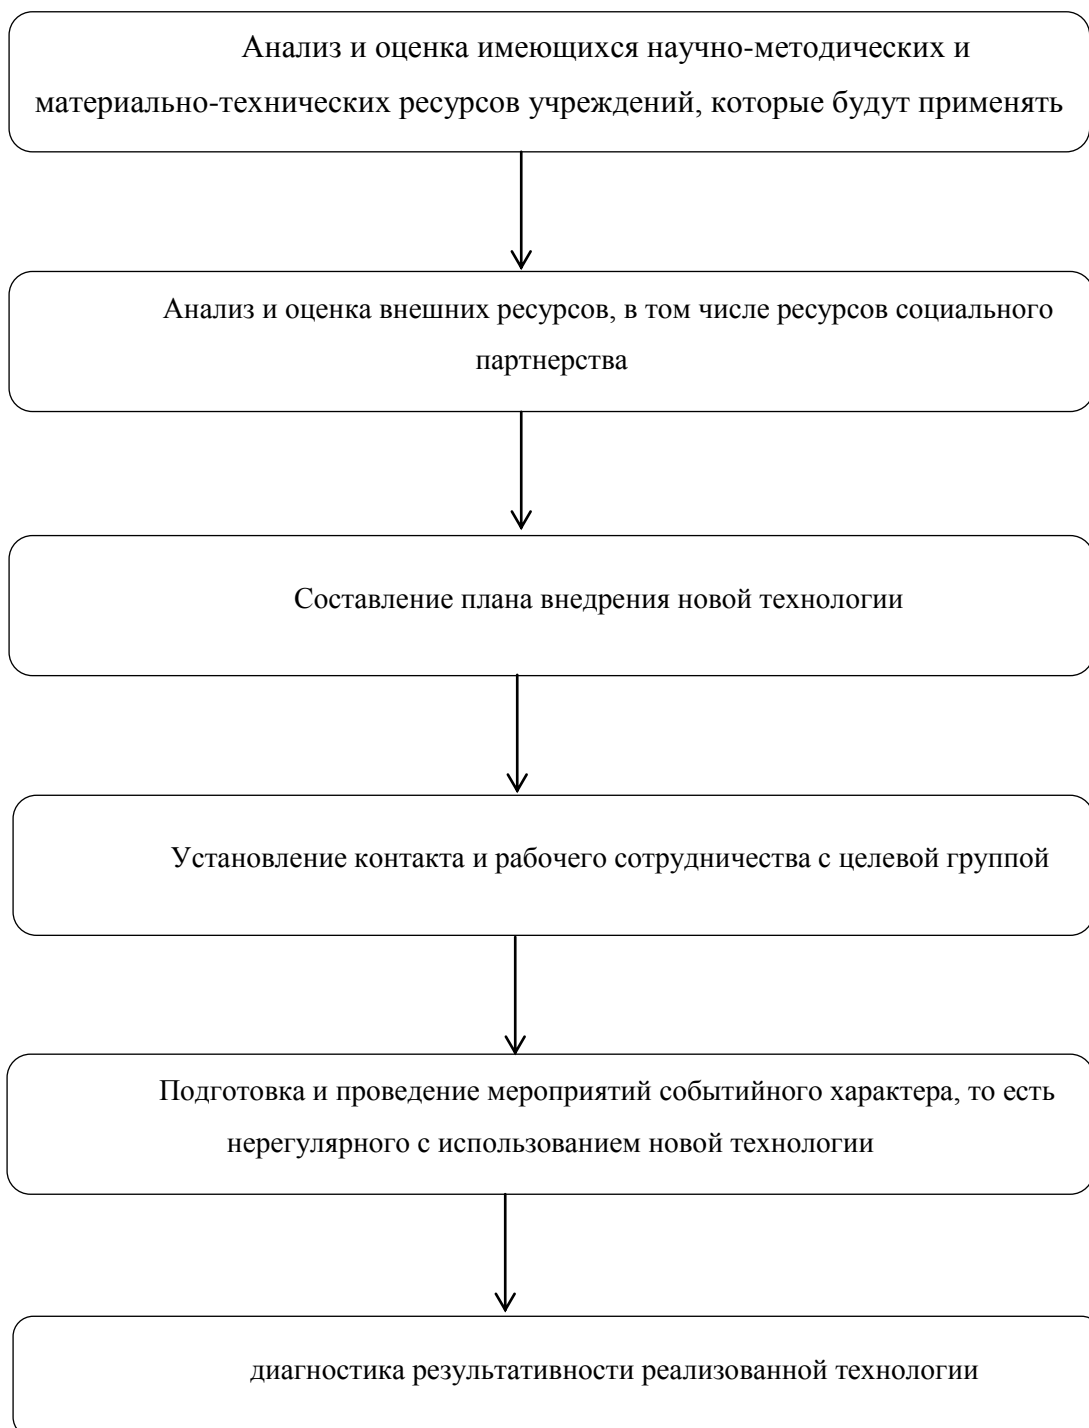 Анализ и оценка имеющихся научно-методических и
материально-технических ресурсов учреждений, которые будут применять
Анализ и оценка внешних ресурсов, в том числе ресурсов социального
партнерства
Составление плана внедрения новой технологии
Установление контакта и рабочего сотрудничества с целевой группой
Подготовка и проведение мероприятий событийного характера, то есть
нерегулярного с использованием новой технологии
диагностика результативности реализованной технологии